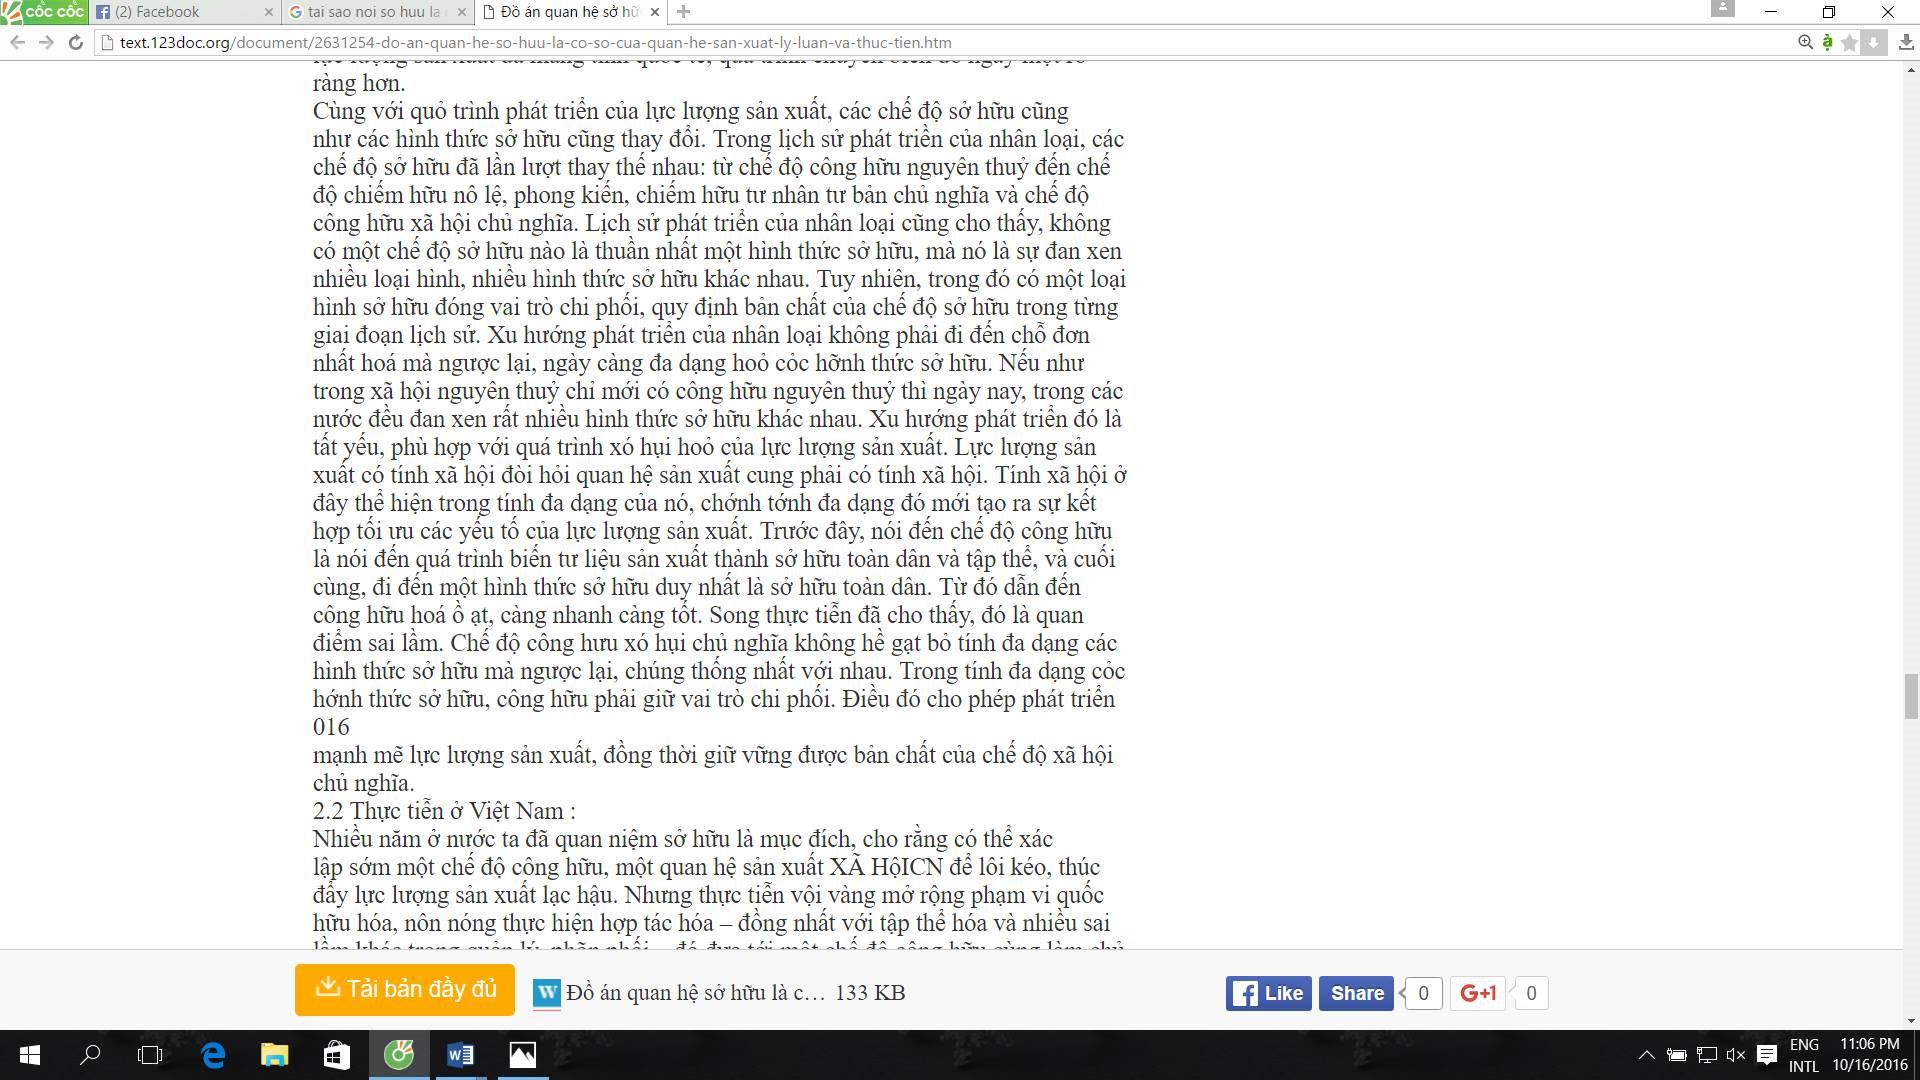 CỐC CỐC
(2) Facebook
tai sao noi so huu la
Đồ án quan hệ sở hữ
text.123doc.org/document/2631254-do-an-quan-he-so-huu-la-co-so-cua-quan-he-san-xuat-ly-luan-va-thuc-tien.htm
ràng hơn.
Cùng với quỏ trình phát triển của lực lượng sản xuất, các chế độ sở hữu cũng
như các hình thức sở hữu cũng thay đổi. Trong lịch sử phát triền của nhân loại, các
chế độ sở hữu đã lần lượt thay thế nhau: từ chế độ công hữu nguyên thuỷ đến chế
độ chiếm hữu nô lệ, phong kiến, chiếm hữu tư nhân tư bản chủ nghĩa và chế độ
công hữu xã hội chủ nghĩa. Lịch sử phát triển của nhân loại cũng cho thấy, không
có một chế độ sở hữu nào là thuần nhất một hình thức sở hữu, mà nó là sự đan xen
nhiều loại hình, nhiều hình thức sở hữu khác nhau. Tuy nhiên, trong đó có một loại
hình sở hữu đóng vai trò chi phối, quy định bản chất của chế độ sở hữu trong từng
giai đoạn lịch sử. Xu hướng phát triển của nhân loại không phải đi đến chỗ đơn
nhất hoá mà ngược lại, ngày càng đa dạng hoỏ cỏc hỡnh thức sở hữu. Nếu như
trong xã hội nguyên thuỷ chỉ mới có công hữu nguyên thuỷ thì ngày nay, trong các
nước đều đan xen rất nhiều hình thức sở hữu khác nhau. Xu hướng phát triển đó là
tất yếu, phù hợp với quá trình xó hụi hoỏ của lực lượng sản xuất. Lực lượng sản
xuất có tính xã hội đòi hỏi quan hệ sản xuất cung phải có tính xã hội. Tính xã hội ở
đây thể hiện trong tính đa dạng của nó, chớnh tớnh đa dạng đó mới tạo ra sự kết
hợp tối ưu các yếu tố của lực lượng sản xuất. Trước đây, nói đến chế độ công hữu
là nói đến quá trình biến tư liệu sản xuất thành sở hữu toàn dân và tập thể, và cuối
cùng, đi đến một hình thức sở hữu duy nhất là sở hữu toàn dân. Từ đó dẫn đến
công hữu hoá ồ ạt, càng nhanh càng tốt. Song thực tiễn đã cho thấy, đó là quan
điểm sai lầm. Chế độ công hưu xó hụi chủ nghĩa không hề gạt bỏ tính đa dạng các
hình thức sở hữu mà ngược lại, chúng thống nhất với nhau. Trong tính đa dạng cỏc
hớnh thức sở hữu, công hữu phải giữ vai trò chi phối. Điều đó cho phép phát triển
016
mạnh mẽ lực lượng sản xuất, đồng thời giữ vững được bản chất của chế độ xã hội
chủ nghĩa.
2.2 Thực tiễn ở Việt Nam :
Nhiều năm ở nước ta đã quan niệm sở hữu là mục đích, cho rằng có thể xác
lập sớm một chế độ công hữu, một quan hệ sản xuất XÃ HộICN để lôi kéo, thúc
đẩy lực lượng sản xuất lạc hậu. Nhưng thực tiễn vội vàng mở rộng phạm vi quốc
hữu hóa, nôn nóng thực hiện hợp tác hóa – đồng nhất với tập thể hóa và nhiều sai
Tải bản đầy đủ
W Đồ án quan hệ sở hữu là c… 133 KB
Like Share 0 G+1 0
ENG 11:06 PM
INTL 10/16/2016